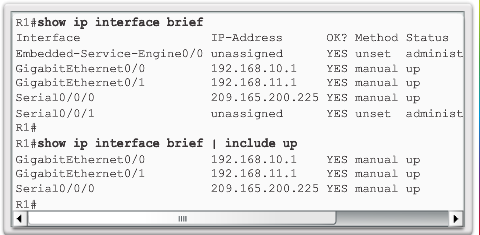 R1#show ip interface brief
Interface IP-Address OK? Method Status
Embedded-Service-Engine0/0 unassigned YES unset administ
GigabitEthernet0/0 192.168.10.1 YES manual up
GigabitEthernet0/1 192.168.11.1 YES manual up
Serial0/0/0 209.165.200.225 YES manual up
Serial0/0/1 unassigned YES unset administ
R1#
R1#show ip interface brief | include up
GigabitEthernet0/0 192.168.10.1 YES manual up
GigabitEthernet0/1 192.168.11.1 YES manual up
Serial0/0/0 209.165.200.225 YES manual up
R1#